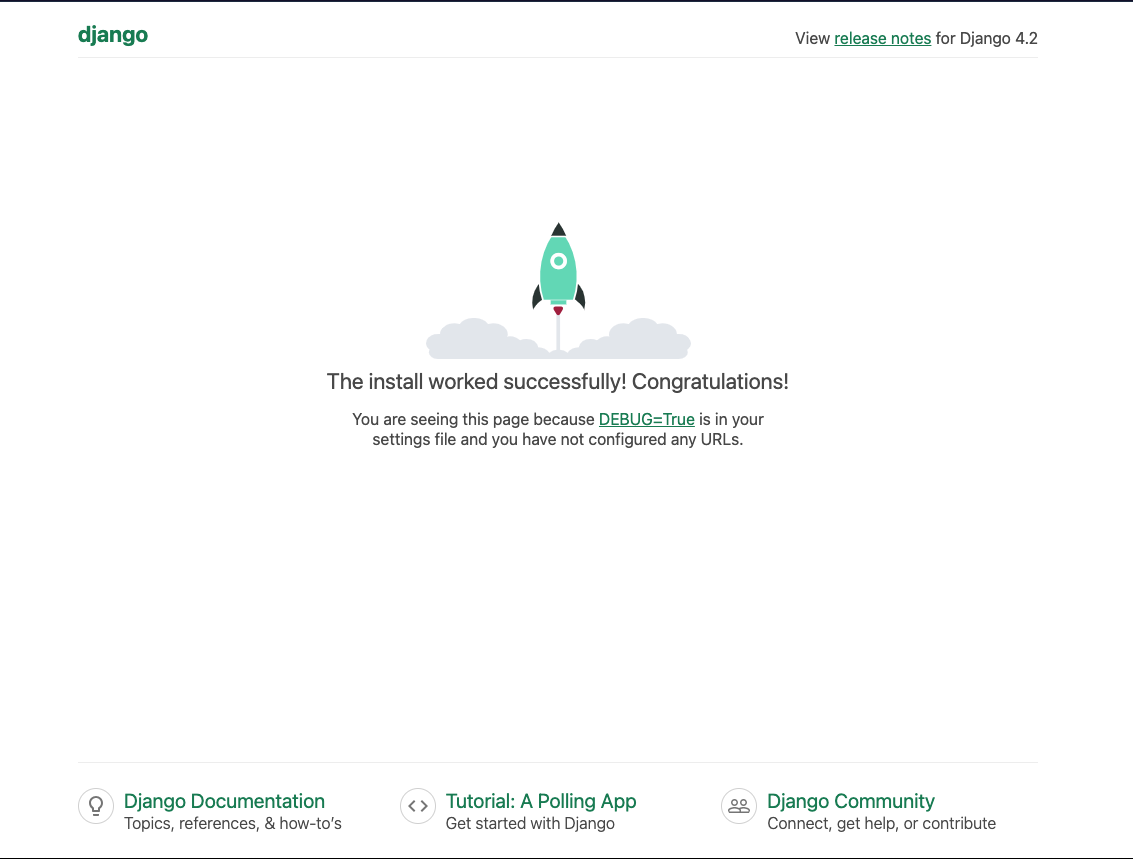 django
View release notes for Django 4.2
The install worked successfully! Congratulations!
You are seeing this page because DEBUG=True is in your
settings file and you have not configured any URLs.
Django Documentation
Topics, references, & how-to’s
Tutorial: A Polling App
Get started with Django
Django Community
Connect, get help, or contribute